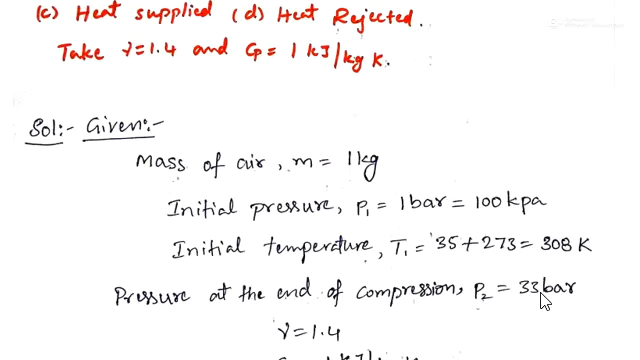 (c) Heat supplied (d) Heat Rejected.
Take γ=1.4 and Cp= 1 kJ/kg K.
Sol:- Given:-
Mass of air, m = 1kg
Initial pressure, P₁ = 1bar = 100kpa
Initial temperature, T₁ = 35+273 = 308 K
Pressure at the end of compression, P₂ = 33bar
γ=1.4